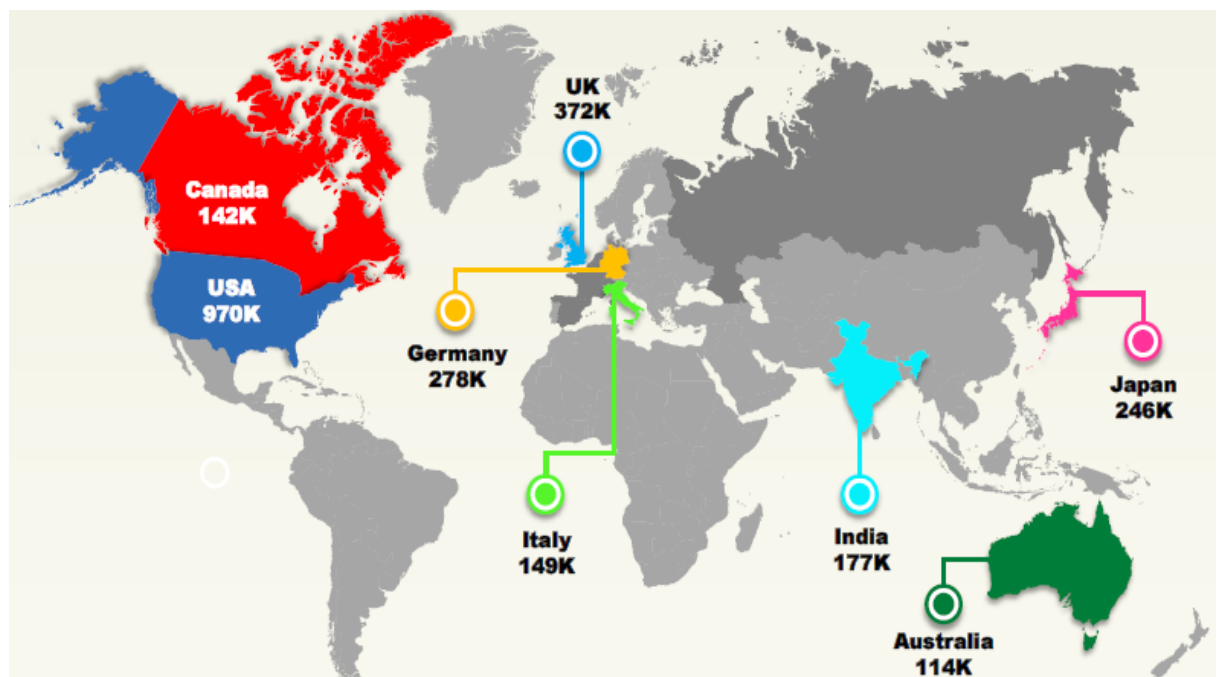 UK
372K
Canada
142K
USA
970K
Germany
278K
Japan
246K
Italy
149K
India
177K
Australia
114K